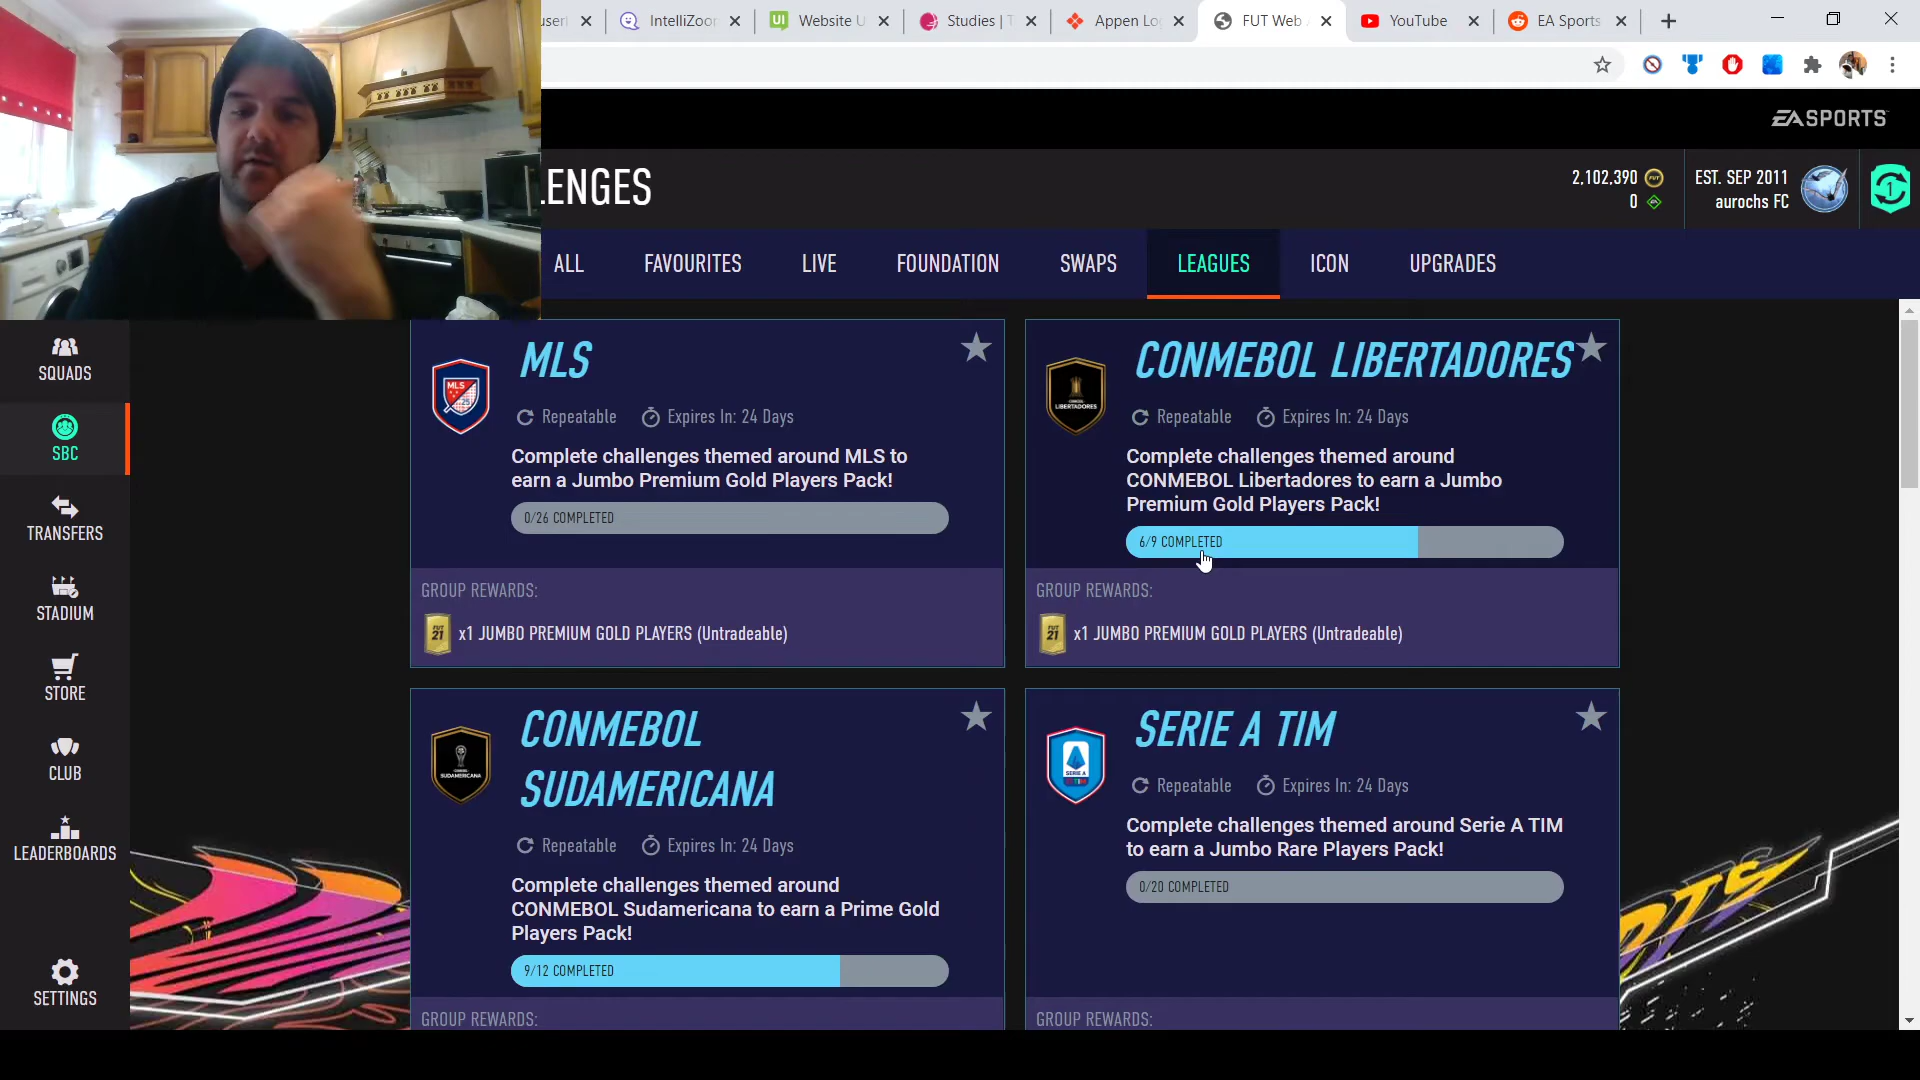 IntelliZoo
Website U
Studies | T
Appen Lo
FUT Web
YouTube
EA Sports
EA SPORTS
LENGES
2,102,390
0
EST. SEP 2011
aurochs FC
1
ALL
FAVOURITES
LIVE
FOUNDATION
SWAPS
LEAGUES
ICON
UPGRADES
SQUADS
SBC
TRANSFERS
STADIUM
STORE
CLUB
LEADERBOARDS
SETTINGS
MLS
Repeatable
Expires In: 24 Days
Complete challenges themed around MLS to
earn a Jumbo Premium Gold Players Pack!
0/26 COMPLETED
GROUP REWARDS:
x1 JUMBO PREMIUM GOLD PLAYERS (Untradeable)
CONMEBOL LIBERTADORES
Repeatable
Expires In: 24 Days
Complete challenges themed around
CONMEBOL Libertadores to earn a Jumbo
Premium Gold Players Pack!
6/9 COMPLETED
GROUP REWARDS:
x1 JUMBO PREMIUM GOLD PLAYERS (Untradeable)
CONMEBOL
SUDAMERICANA
Repeatable
Expires In: 24 Days
Complete challenges themed around
CONMEBOL Sudamericana to earn a Prime Gold
Players Pack!
9/12 COMPLETED
GROUP REWARDS:
SERIE A TIM
Repeatable
Expires In: 24 Days
Complete challenges themed around Serie A TIM
to earn a Jumbo Rare Players Pack!
0/20 COMPLETED
GROUP REWARDS: